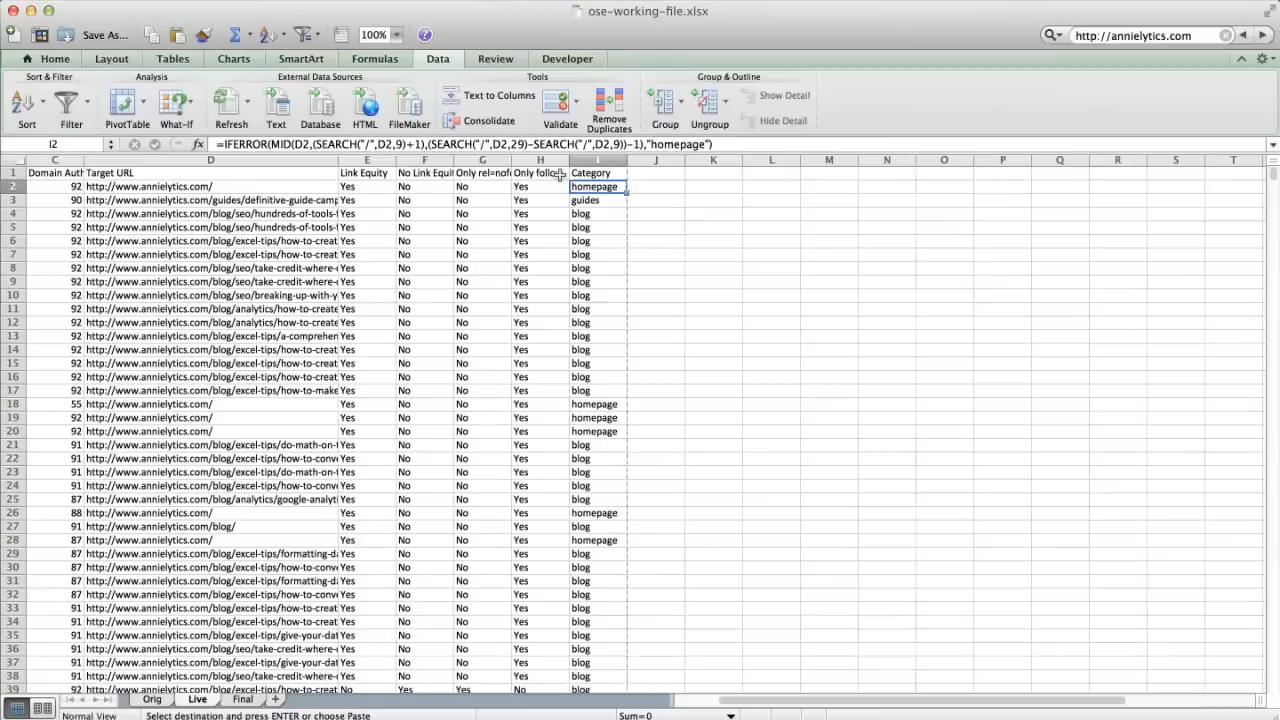 ose-working-file.xlsx
Save As... 100% http://annielytics.com
Home Layout Tables Charts SmartArt Formulas Data Review Developer
Sort & Filter Analysis External Data Sources Tools Group & Outline
Text to Columns Show Detail
Consolidate Hide Detail
Sort Filter PivotTable What-If Refresh Text Database HTML FileMaker Validate Remove Duplicates Group Ungroup
I2 fx =IFERROR(MID(D2,(SEARCH("/",D2,9)+1),(SEARCH("/",D2,29)-SEARCH("/",D2,9))-1),"homepage")
C D E F G H I J K L M N O P Q R S T
1 Domain Auth Target URL Link Equity No Link Equit Only rel=nofo Only follo Category
2 92 http://www.annielytics.com/ Yes No No Yes homepage
3 90 http://www.annielytics.com/guides/definitive-guide-camp Yes No No Yes guides
4 92 http://www.annielytics.com/blog/seo/hundreds-of-tools-t Yes No No Yes blog
5 92 http://www.annielytics.com/blog/seo/hundreds-of-tools-t Yes No No Yes blog
6 92 http://www.annielytics.com/blog/excel-tips/how-to-creat Yes No No Yes blog
7 92 http://www.annielytics.com/blog/excel-tips/how-to-creat Yes No No Yes blog
8 92 http://www.annielytics.com/blog/seo/take-credit-where- Yes No No Yes blog
9 92 http://www.annielytics.com/blog/seo/take-credit-where- Yes No No Yes blog
10 92 http://www.annielytics.com/blog/seo/breaking-up-with-y Yes No No Yes blog
11 92 http://www.annielytics.com/blog/analytics/how-to-create Yes No No Yes blog
12 92 http://www.annielytics.com/blog/analytics/how-to-create Yes No No Yes blog
13 92 http://www.annielytics.com/blog/excel-tips/a-comprehen Yes No No Yes blog
14 92 http://www.annielytics.com/blog/excel-tips/how-to-creat Yes No No Yes blog
15 92 http://www.annielytics.com/blog/excel-tips/how-to-creat Yes No No Yes blog
16 92 http://www.annielytics.com/blog/excel-tips/how-to-creat Yes No No Yes blog
17 92 http://www.annielytics.com/blog/excel-tips/how-to-make Yes No No Yes blog
18 55 http://www.annielytics.com/ Yes No No Yes homepage
19 92 http://www.annielytics.com/ Yes No No Yes homepage
20 92 http://www.annielytics.com/ Yes No No Yes homepage
21 91 http://www.annielytics.com/blog/excel-tips/do-math-on-t Yes No No Yes blog
22 91 http://www.annielytics.com/blog/excel-tips/how-to-conve Yes No No Yes blog
23 91 http://www.annielytics.com/blog/excel-tips/do-math-on-t Yes No No Yes blog
24 91 http://www.annielytics.com/blog/excel-tips/how-to-conve Yes No No Yes blog
25 87 http://www.annielytics.com/blog/analytics/google-analyti Yes No No Yes blog
26 88 http://www.annielytics.com/ Yes No No Yes homepage
27 91 http://www.annielytics.com/blog/ Yes No No Yes blog
28 87 http://www.annielytics.com/ Yes No No Yes homepage
29 87 http://www.annielytics.com/blog/excel-tips/formatting-da Yes No No Yes blog
30 87 http://www.annielytics.com/blog/excel-tips/how-to-conve Yes No No Yes blog
31 87 http://www.annielytics.com/blog/excel-tips/formatting-da Yes No No Yes blog
32 87 http://www.annielytics.com/blog/excel-tips/how-to-conve Yes No No Yes blog
33 91 http://www.annielytics.com/blog/excel-tips/how-to-creat Yes No No Yes blog
34 91 http://www.annielytics.com/blog/excel-tips/how-to-creat Yes No No Yes blog
35 91 http://www.annielytics.com/blog/excel-tips/give-your-dat Yes No No Yes blog
36 91 http://www.annielytics.com/blog/seo/take-credit-where- Yes No No Yes blog
37 91 http://www.annielytics.com/blog/excel-tips/give-your-dat Yes No No Yes blog
38 91 http://www.annielytics.com/blog/seo/take-credit-where- Yes No No Yes blog
39 92 http://www.annielytics.com/blog/excel-tips/how-to-creat No Yes Yes No blog
Orig Live Final +
Normal View Select destination and press ENTER or choose Paste Sum=0